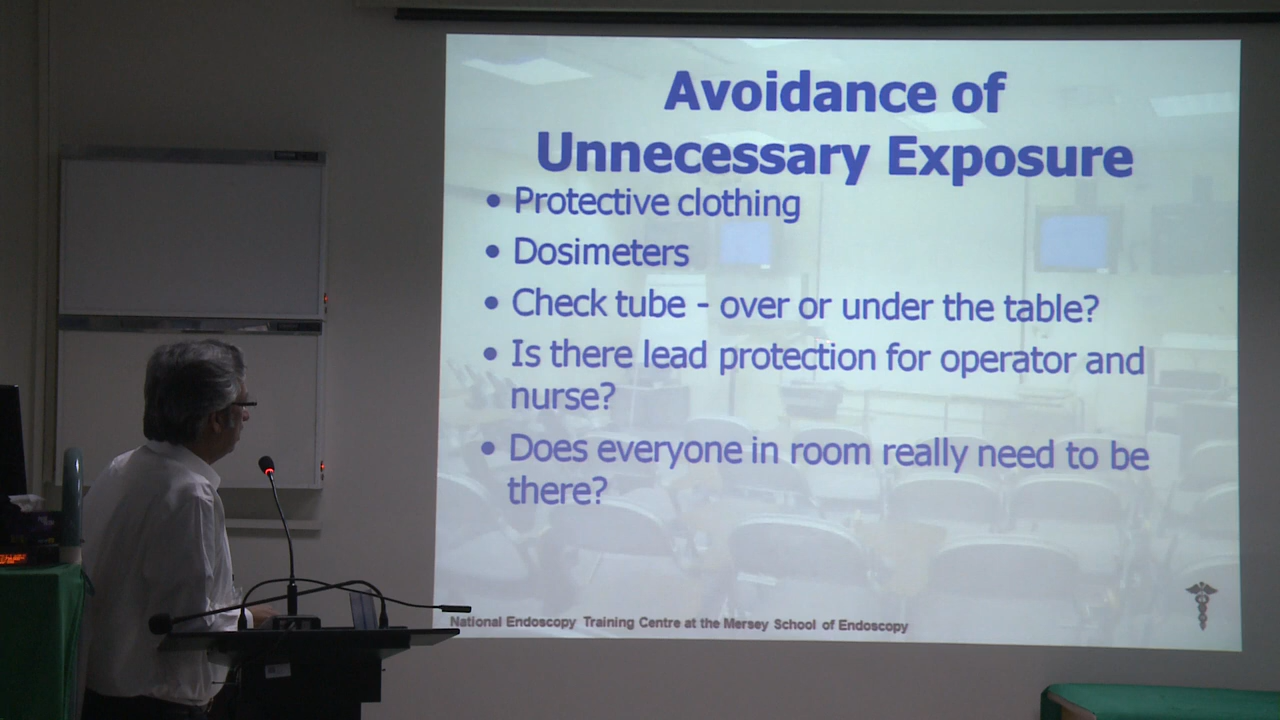 Avoidance of
Unnecessary Exposure
• Protective clothing
• Dosimeters
• Check tube - over or under the table?
• Is there lead protection for operator and
nurse?
• Does everyone in room really need to be
there?
National Endoscopy Training Centre at the Mersey School of Endoscopy